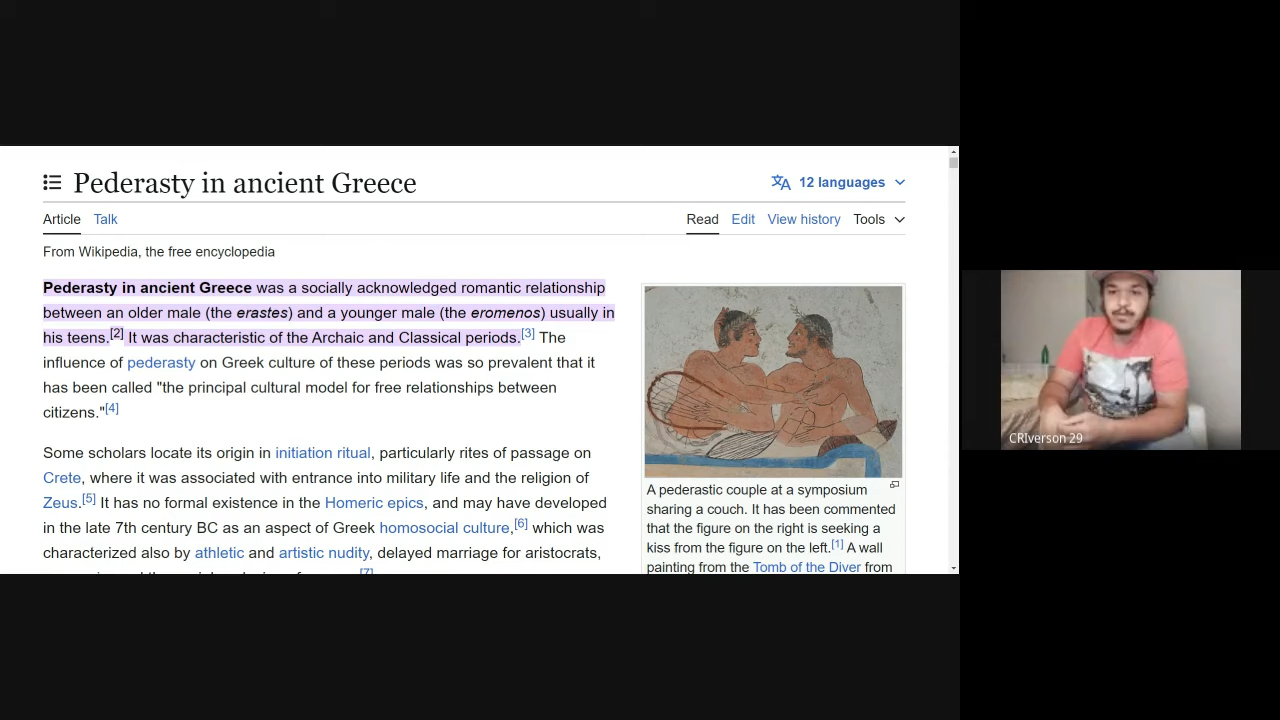 Pederasty in ancient Greece
12 languages
Article Talk
Read Edit View history Tools
From Wikipedia, the free encyclopedia
Pederasty in ancient Greece was a socially acknowledged romantic relationship
between an older male (the erastes) and a younger male (the eromenos) usually in
his teens.[2] It was characteristic of the Archaic and Classical periods.[3] The
influence of pederasty on Greek culture of these periods was so prevalent that it
has been called "the principal cultural model for free relationships between
citizens."[4]
Some scholars locate its origin in initiation ritual, particularly rites of passage on
Crete, where it was associated with entrance into military life and the religion of
Zeus.[5] It has no formal existence in the Homeric epics, and may have developed
in the late 7th century BC as an aspect of Greek homosocial culture,[6] which was
characterized also by athletic and artistic nudity, delayed marriage for aristocrats,
[7]
A pederastic couple at a symposium
sharing a couch. It has been commented
that the figure on the right is seeking a
kiss from the figure on the left.[1] A wall
painting from the Tomb of the Diver from
CRIverson 29